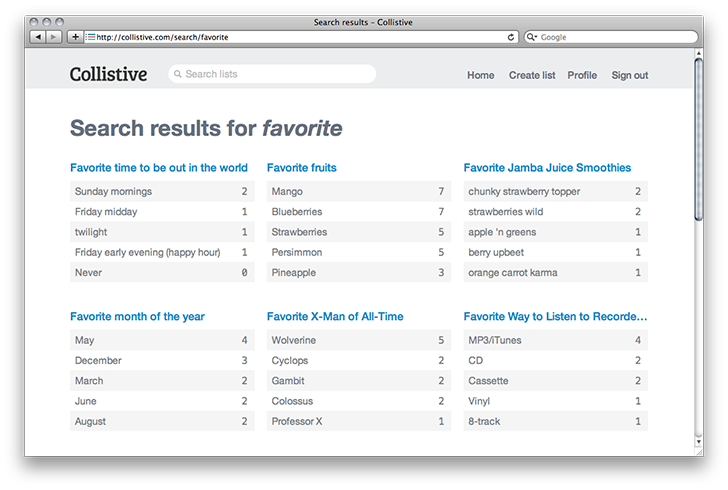 Search results – Collistive
http://collistive.com/search/favorite
Google
Collistive
Search lists
Home Create list Profile Sign out
Search results for favorite
Favorite time to be out in the world
Sunday mornings 2
Friday midday 1
twilight 1
Friday early evening (happy hour) 1
Never 0
Favorite fruits
Mango 7
Blueberries 7
Strawberries 5
Persimmon 5
Pineapple 3
Favorite Jamba Juice Smoothies
chunky strawberry topper 2
strawberries wild 2
apple 'n greens 1
berry upbeet 1
orange carrot karma 1
Favorite month of the year
May 4
December 3
March 2
June 2
August 2
Favorite X-Man of All-Time
Wolverine 5
Cyclops 2
Gambit 2
Colossus 2
Professor X 1
Favorite Way to Listen to Recorde…
MP3/iTunes 4
CD 2
Cassette 2
Vinyl 1
8-track 1